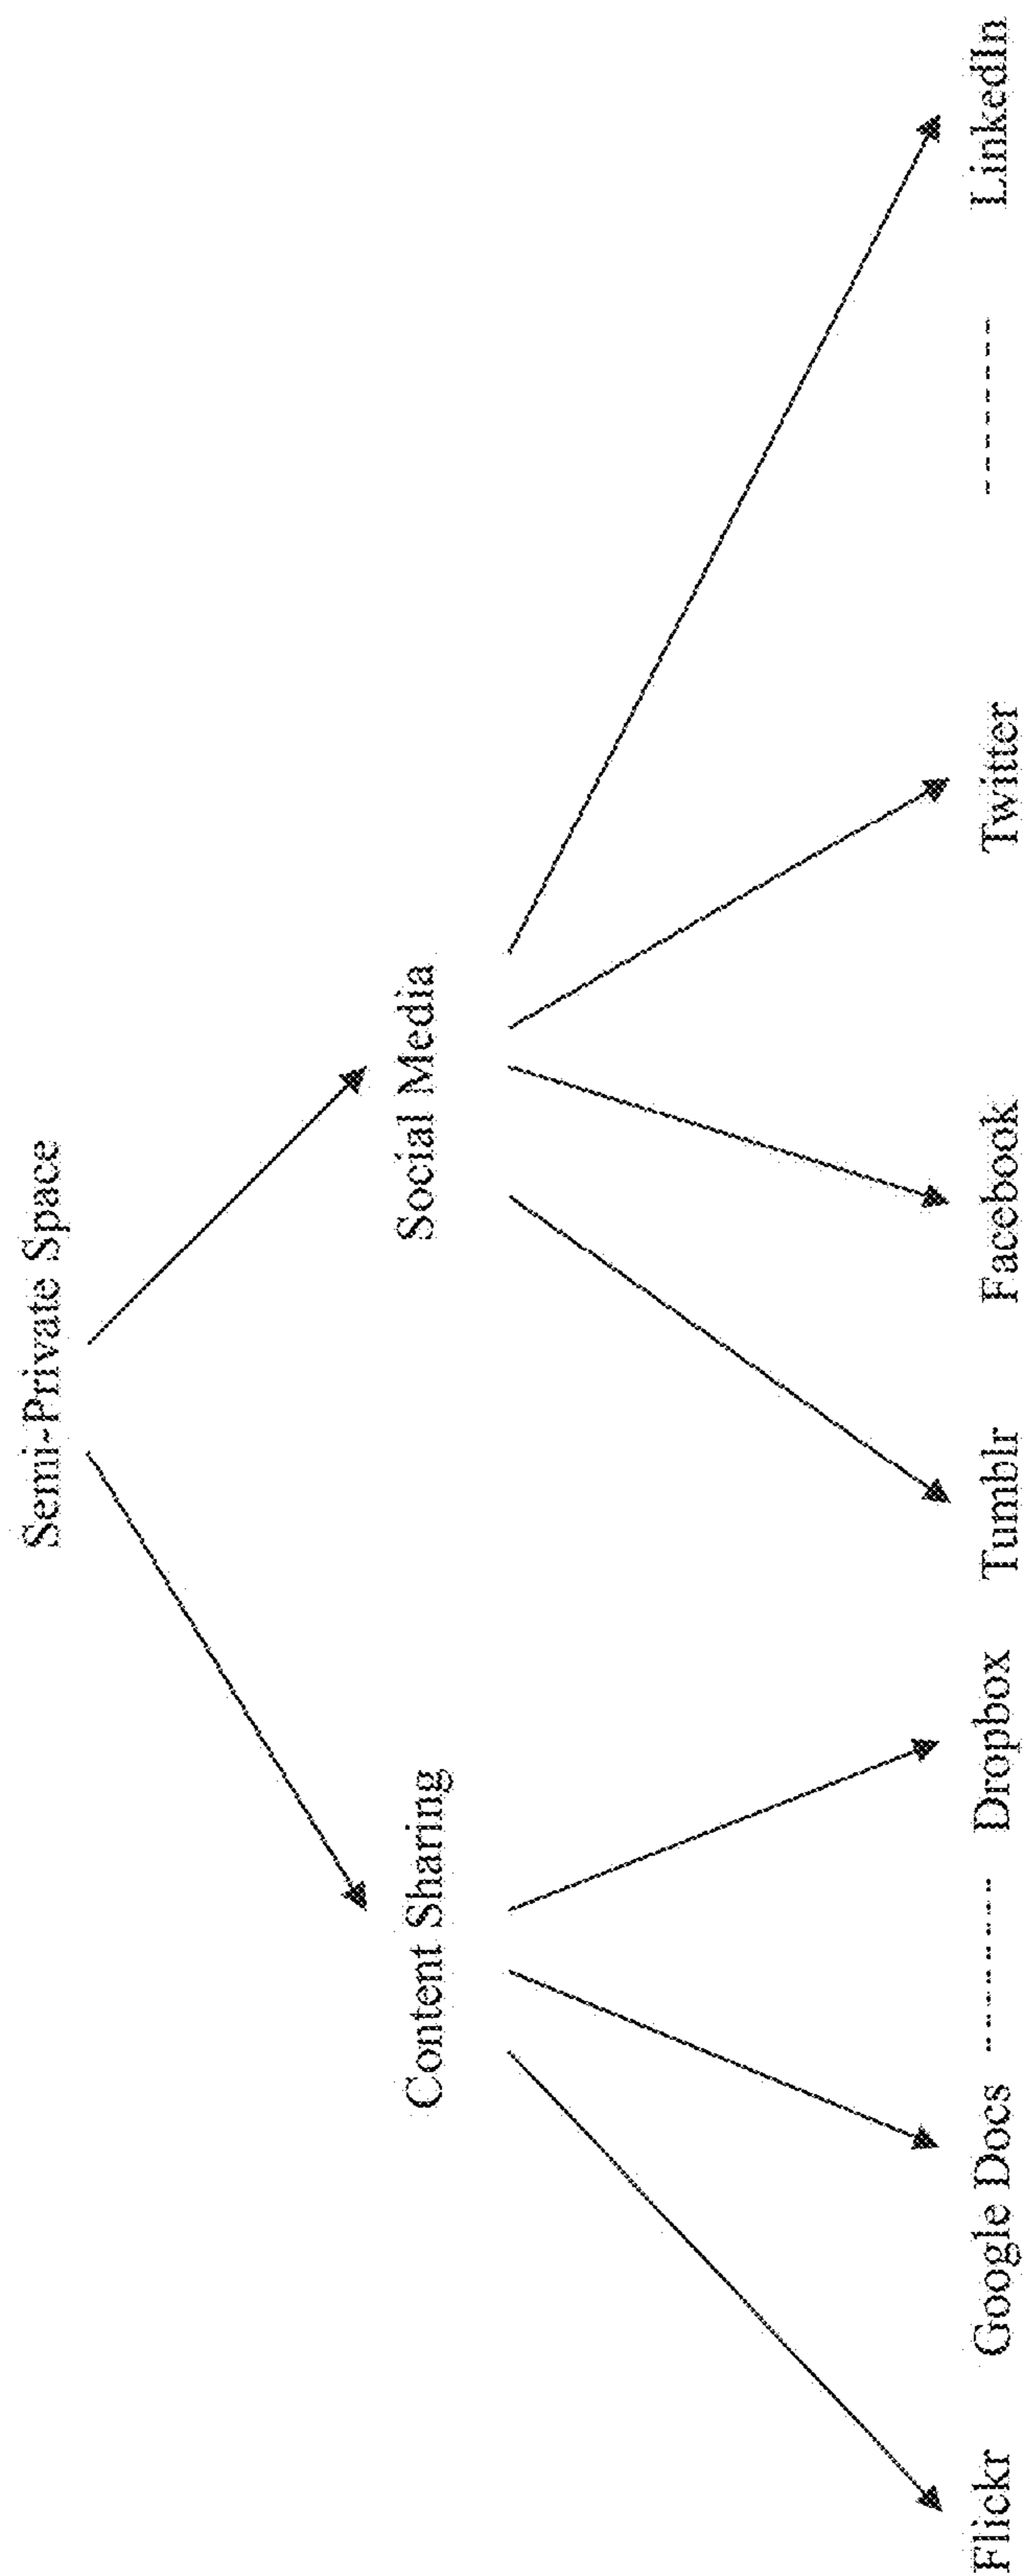 Semi-Private Space
Content Sharing
Social Media
Flickr
Google Docs
Dropbox
Tumblr
Facebook
Twitter
LinkedIn